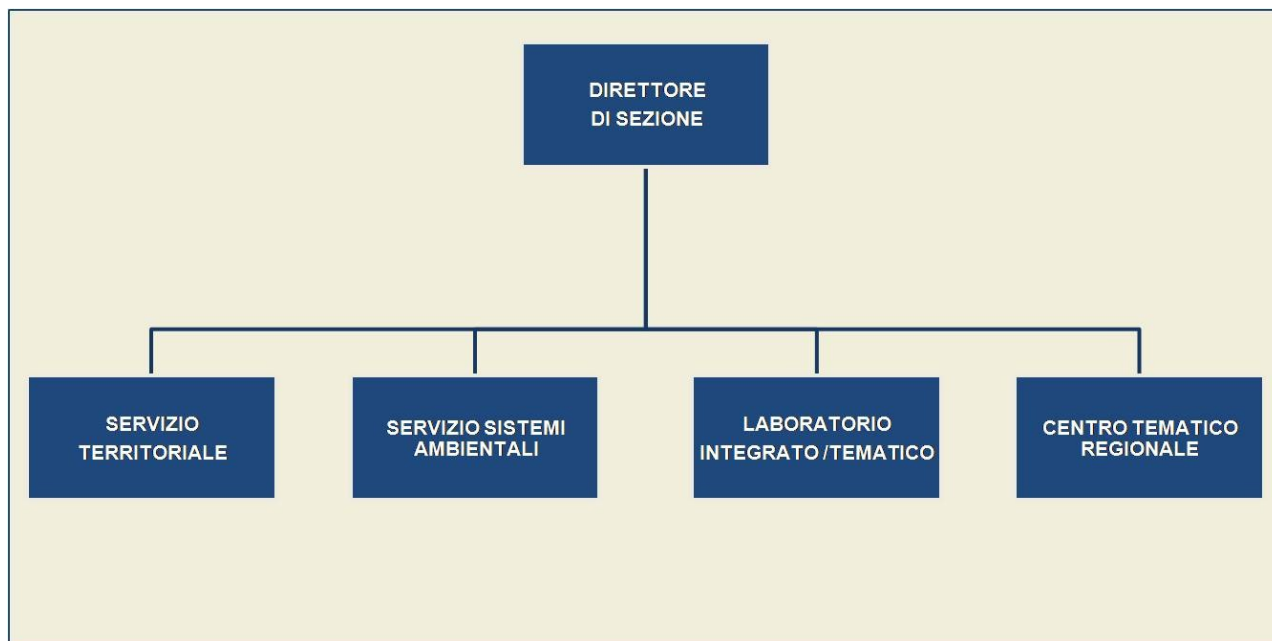 DIRETTORE
DI SEZIONE
SERVIZIO
TERRITORIALE
SERVIZIO SISTEMI
AMBIENTALI
LABORATORIO
INTEGRATO /TEMATICO
CENTRO TEMATICO
REGIONALE